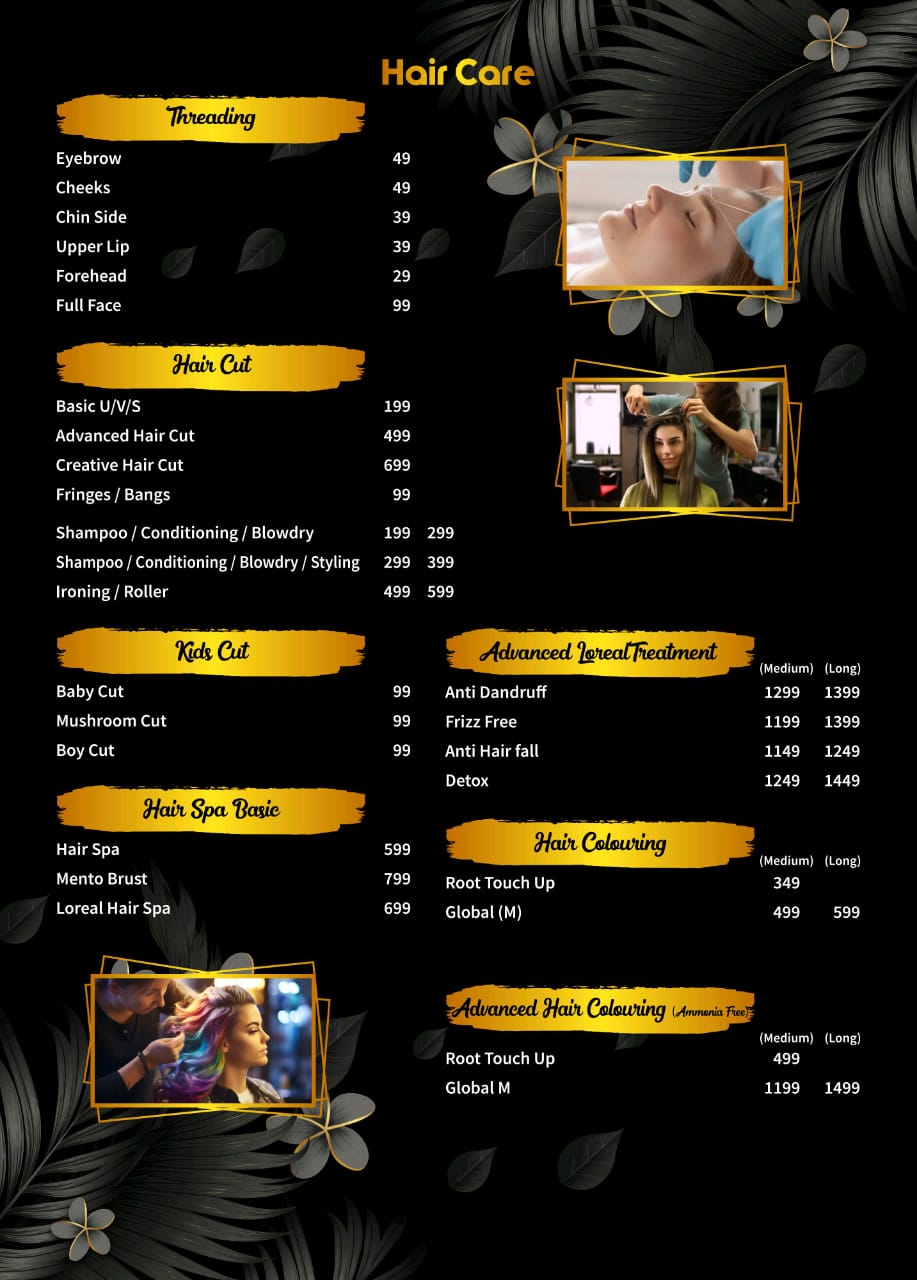 Hair Care
Threading
Eyebrow 49
Cheeks 49
Chin Side 39
Upper Lip 39
Forehead 29
Full Face 99
Hair Cut
Basic U/V/S 199
Advanced Hair Cut 499
Creative Hair Cut 699
Fringes / Bangs 99
Shampoo / Conditioning / Blowdry 199 299
Shampoo / Conditioning / Blowdry / Styling 299 399
Ironing / Roller 499 599
Kids Cut
Baby Cut 99
Mushroom Cut 99
Boy Cut 99
Hair Spa Basic
Hair Spa 599
Mento Brust 799
Loreal Hair Spa 699
Advanced Loreal Treatment
(Medium) (Long)
Anti Dandruff 1299 1399
Frizz Free 1199 1399
Anti Hair fall 1149 1249
Detox 1249 1449
Hair Colouring
(Medium) (Long)
Root Touch Up 349
Global (M) 499 599
Advanced Hair Colouring (Ammonia Free)
(Medium) (Long)
Root Touch Up 499
Global M 1199 1499